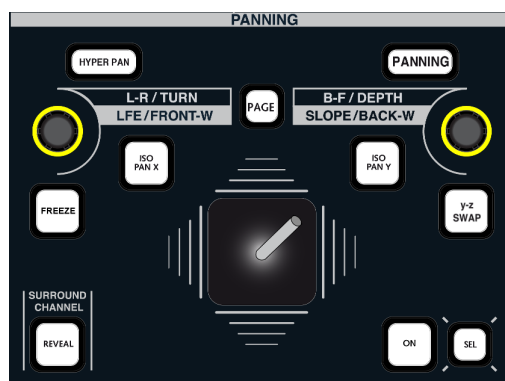 PANNING
HYPER PAN
PANNING
L-R / TURN
LFE/FRONT-W
PAGE
B-F / DEPTH
SLOPE/BACK-W
ISO
PAN X
ISO
PAN Y
FREEZE
y-z
SWAP
SURROUND
CHANNEL
REVEAL
ON
SEL